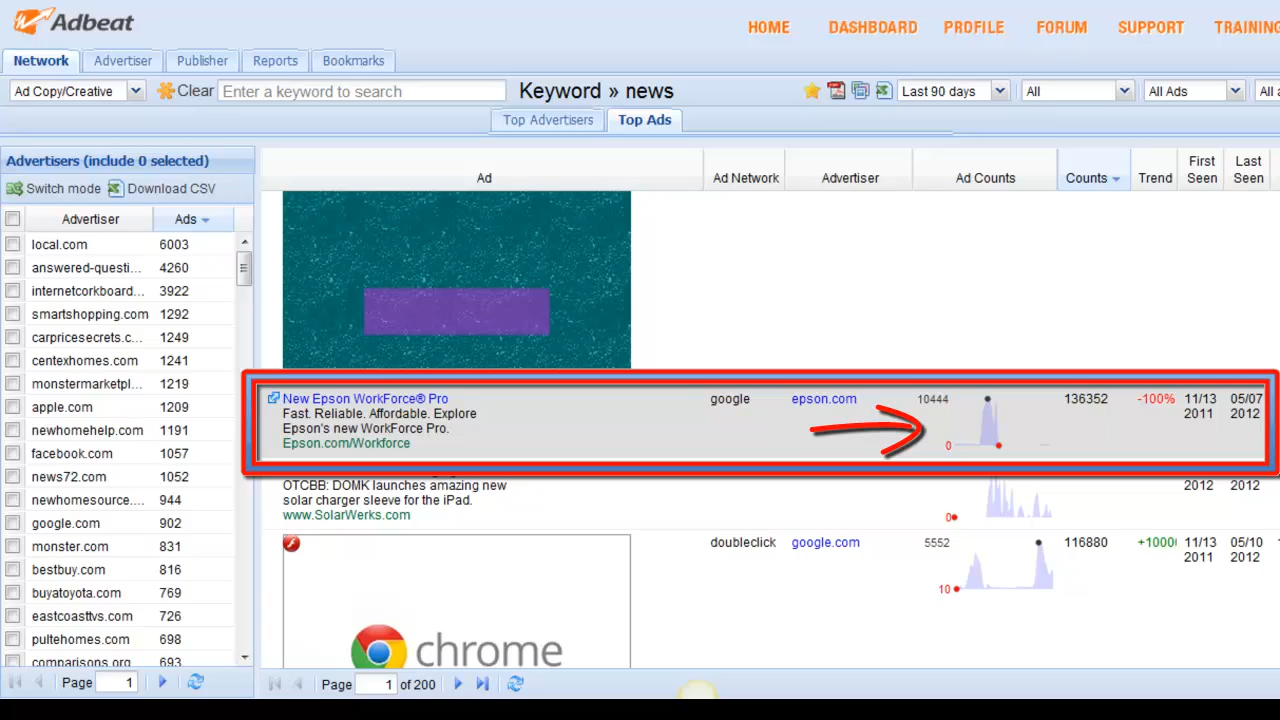 Adbeat
HOME DASHBOARD PROFILE FORUM SUPPORT TRAINING
Network Advertiser Publisher Reports Bookmarks
Ad Copy/Creative Clear Enter a keyword to search Keyword » news Last 90 days All All Ads All
Top Advertisers Top Ads
Advertisers (include 0 selected)
Switch mode Download CSV
Advertiser Ads
local.com 6003
answered-questi... 4260
internetcorkboard... 3922
smartshopping.com 1292
carpricesecrets.c... 1249
centexhomes.com 1241
monstermarketpl... 1219
apple.com 1209
newhomehelp.com 1191
facebook.com 1057
news72.com 1052
newhomesource.... 944
google.com 902
monster.com 831
bestbuy.com 816
buyatoyota.com 769
eastcoasttvs.com 726
pultehomes.com 698
comparisons.org 693
Page 1
Ad Ad Network Advertiser Ad Counts Counts Trend First Seen Last Seen
New Epson WorkForce® Pro google epson.com 10444 136352 -100% 11/13 05/07
Fast. Reliable. Affordable. Explore 2011 2012
Epson's new WorkForce Pro.
Epson.com/Workforce 0
OTCBB: DOMK launches amazing new 2012 2012
solar charger sleeve for the iPad.
www.SolarWerks.com 0
doubleclick google.com 5552 116880 +1000 11/13 05/10
2011 2012
10
chrome
Page 1 of 200